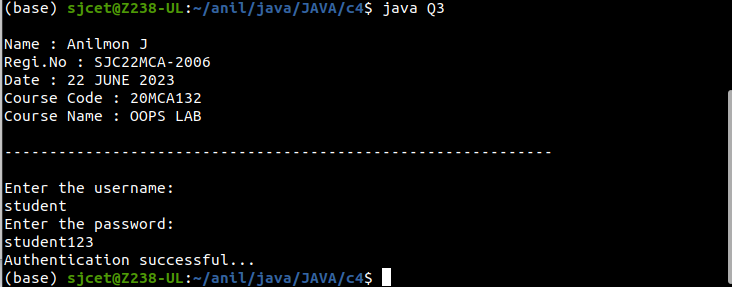 (base) sjcet@Z238-UL:~/anil/java/JAVA/c4$ java Q3
Name : Anilmon J
Regi.No : SJC22MCA-2006
Date : 22 JUNE 2023
Course Code : 20MCA132
Course Name : OOPS LAB
-------------------------------------------------------------
Enter the username:
student
Enter the password:
student123
Authentication successful...
(base) sjcet@Z238-UL:~/anil/java/JAVA/c4$